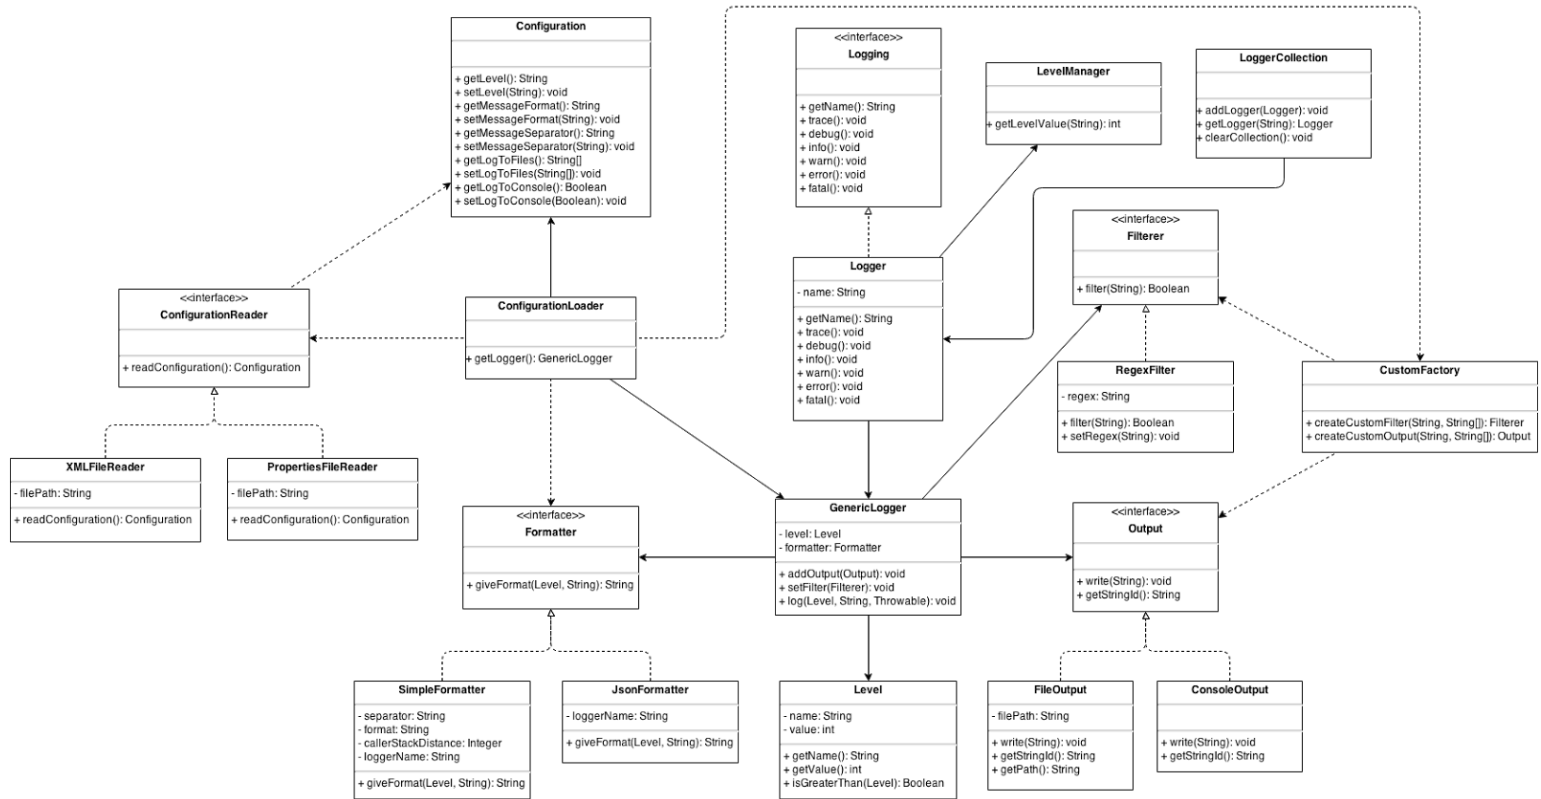 Configuration
+ getLevel(): String
+ setLevel(String): void
+ getMessageFormat(): String
+ setMessageFormat(String): void
+ getMessageSeparator(): String
+ setMessageSeparator(String): void
+ getLogToFiles(): String[]
+ setLogToFiles(String[]): void
+ getLogToConsole(): Boolean
+ setLogToConsole(Boolean): void
<<interface>>
Logging
+ getName(): String
+ trace(): void
+ debug(): void
+ info(): void
+ warn(): void
+ error(): void
+ fatal(): void
LevelManager
+ getLevelValue(String): int
LoggerCollection
+ addLogger(Logger): void
+ getLogger(String): Logger
+ clearCollection(): void
<<interface>>
Filterer
+ filter(String): Boolean
<<interface>>
ConfigurationReader
+ readConfiguration(): Configuration
ConfigurationLoader
+ getLogger(): GenericLogger
Logger
- name: String
+ getName(): String
+ trace(): void
+ debug(): void
+ info(): void
+ warn(): void
+ error(): void
+ fatal(): void
RegexFilter
- regex: String
+ filter(String): Boolean
+ setRegex(String): void
CustomFactory
+ createCustomFilter(String, String[]): Filterer
+ createCustomOutput(String, String[]): Output
XMLFileReader
- filePath: String
+ readConfiguration(): Configuration
PropertiesFileReader
- filePath: String
+ readConfiguration(): Configuration
<<interface>>
Formatter
+ giveFormat(Level, String): String
GenericLogger
- level: Level
- formatter: Formatter
+ addOutput(Output): void
+ setFilter(Filterer): void
+ log(Level, String, Throwable): void
<<interface>>
Output
+ write(String): void
+ getStringId(): String
SimpleFormatter
- separator: String
- format: String
- callerStackDistance: Integer
- loggerName: String
+ giveFormat(Level, String): String
JsonFormatter
- loggerName: String
+ giveFormat(Level, String): String
Level
- name: String
- value: int
+ getName(): String
+ getValue(): int
+ isGreaterThan(Level): Boolean
FileOutput
- filePath: String
+ write(String): void
+ getStringId(): String
+ getPath(): String
ConsoleOutput
+ write(String): void
+ getStringId(): String